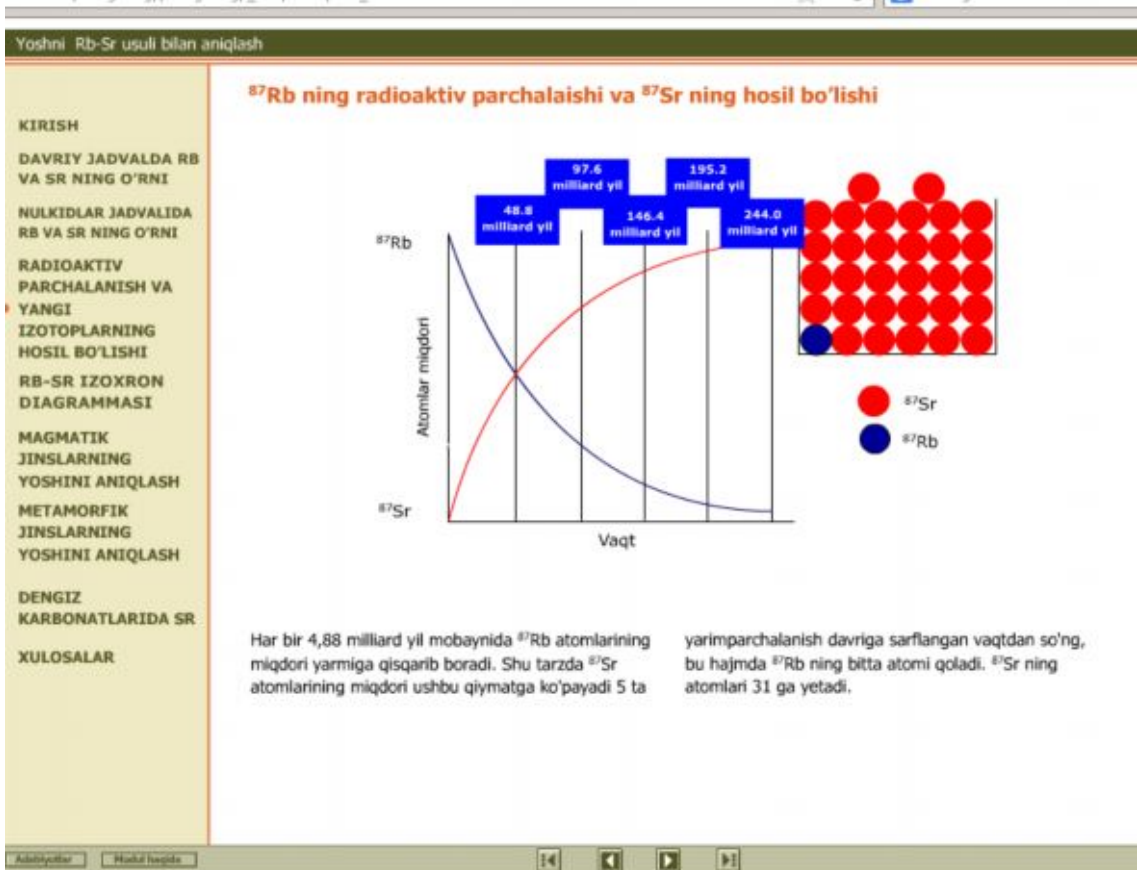 Yoshni Rb-Sr usuli bilan aniqlash
KIRISH
DAVRIY JADVALDA RB
VA SR NING O'RNI
NULKIDLAR JADVALIDA
RB VA SR NING O'RNI
RADIOAKTIV
PARCHALANISH VA
YANGI
IZOTOPLARNING
HOSIL BO'LISHI
RB-SR IZOXRON
DIAGRAMMASI
MAGMATIK
JINSLARNING
YOSHINI ANIQLASH
METAMORFIK
JINSLARNING
YOSHINI ANIQLASH
DENGIZ
KARBONATLARIDA SR
XULOSALAR
⁸⁷Rb ning radioaktiv parchalaishi va ⁸⁷Sr ning hosil bo'lishi
97.6
milliard yil
195.2
milliard yil
48.8
milliard yil
146.4
milliard yil
244.0
milliard yil
⁸⁷Rb
Atomlar miqdori
⁸⁷Sr
Vaqt
⁸⁷Sr
⁸⁷Rb
Har bir 4,88 milliard yil mobaynida ⁸⁷Rb atomlarining
miqdori yarmiga qisqarib boradi. Shu tarzda ⁸⁷Sr
atomlarining miqdori ushbu qiymatga ko'payadi 5 ta
yarimparchalanish davriga sarflangan vaqtdan so'ng,
bu hajmda ⁸⁷Rb ning bitta atomi qoladi. ⁸⁷Sr ning
atomlari 31 ga yetadi.
Adabiyotlar
Modul haqida